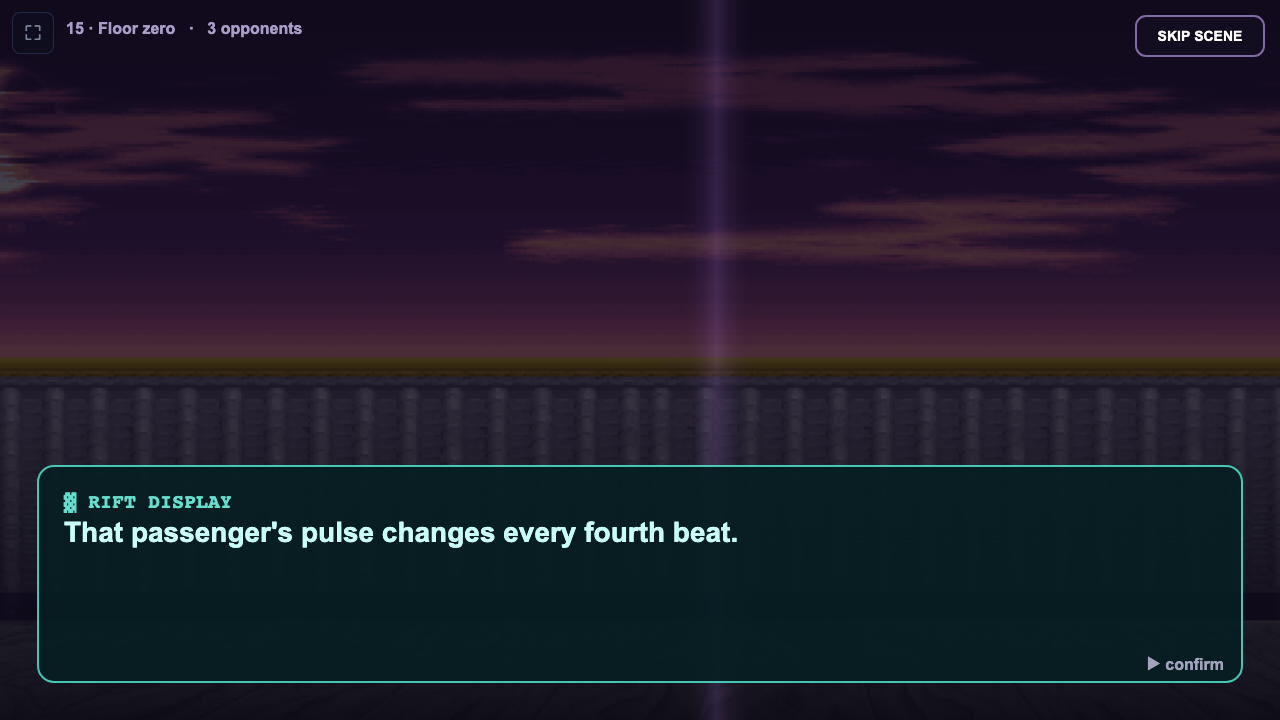 15 · Floor zero · 3 opponents
SKIP SCENE
RIFT DISPLAY
That passenger's pulse changes every fourth beat.
▶ confirm